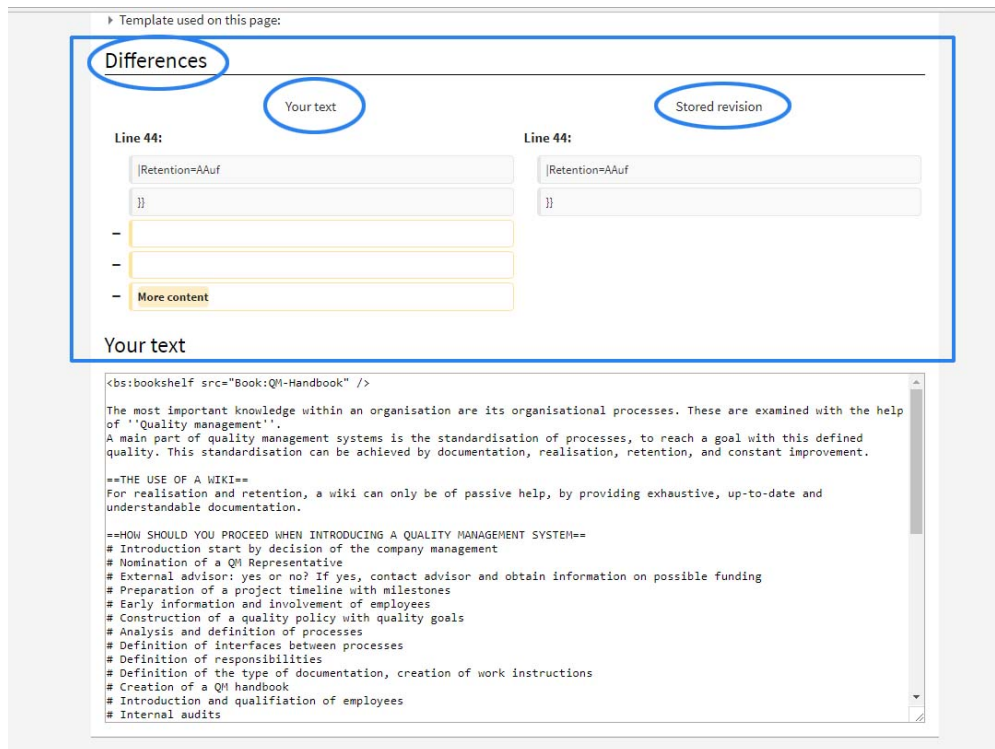 Template used on this page:
Differences
Your text
Stored revision
Line 44:
Line 44:
|Retention=AAuf
|Retention=AAuf
}}
}}
−
−
− More content
Your text
<bs:bookshelf src="Book:QM-Handbook" />
The most important knowledge within an organisation are its organisational processes. These are examined with the help
of ''Quality management''.
A main part of quality management systems is the standardisation of processes, to reach a goal with this defined
quality. This standardisation can be achieved by documentation, realisation, retention, and constant improvement.
==THE USE OF A WIKI==
For realisation and retention, a wiki can only be of passive help, by providing exhaustive, up-to-date and
understandable documentation.
==HOW SHOULD YOU PROCEED WHEN INTRODUCING A QUALITY MANAGEMENT SYSTEM==
# Introduction start by decision of the company management
# Nomination of a QM Representative
# External advisor: yes or no? If yes, contact advisor and obtain information on possible funding
# Preparation of a project timeline with milestones
# Early information and involvement of employees
# Construction of a quality policy with quality goals
# Analysis and definition of processes
# Definition of interfaces between processes
# Definition of responsibilities
# Definition of the type of documentation, creation of work instructions
# Creation of a QM handbook
# Introduction and qualifiation of employees
# Internal audits